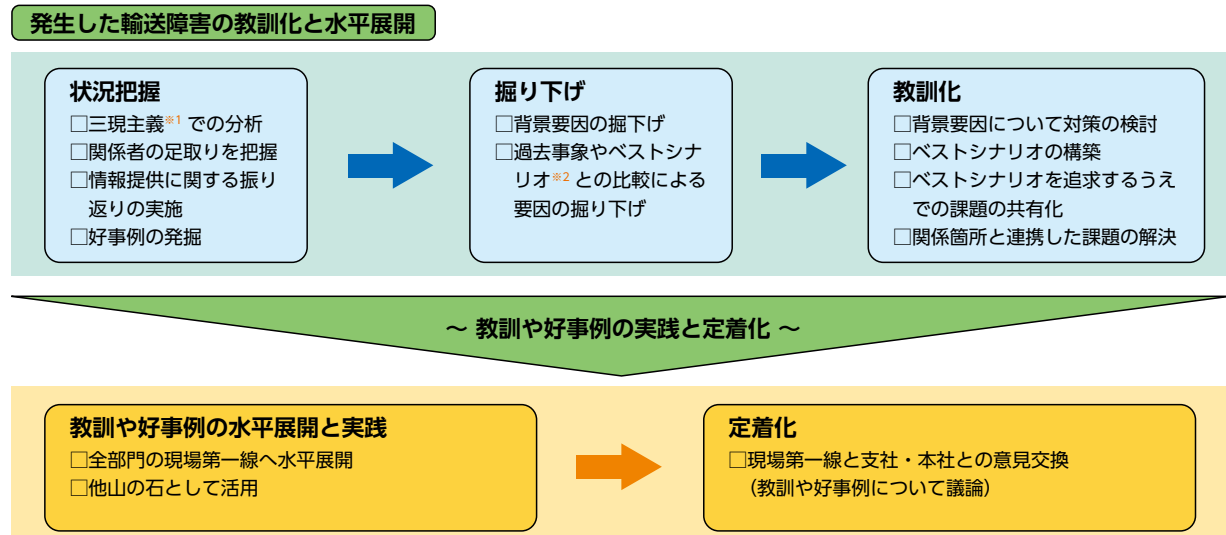 発生した輸送障害の教訓化と水平展開
状況把握
□三現主義※1 での分析
□関係者の足取りを把握
□情報提供に関する振り
返りの実施
□好事例の発掘
掘り下げ
□背景要因の掘下げ
□過去事象やベストシナ
リオ※2 との比較による
要因の掘り下げ
教訓化
□背景要因について対策の検討
□ベストシナリオの構築
□ベストシナリオを追求するうえ
での課題の共有化
□関係箇所と連携した課題の解決
～ 教訓や好事例の実践と定着化 ～
教訓や好事例の水平展開と実践
□全部門の現場第一線へ水平展開
□他山の石として活用
定着化
□現場第一線と支社・本社との意見交換
（教訓や好事例について議論）